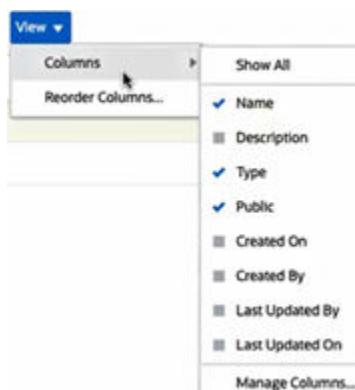 View
Columns
Reorder Columns...
Show All
Name
Description
Type
Public
Created On
Created By
Last Updated By
Last Updated On
Manage Columns...